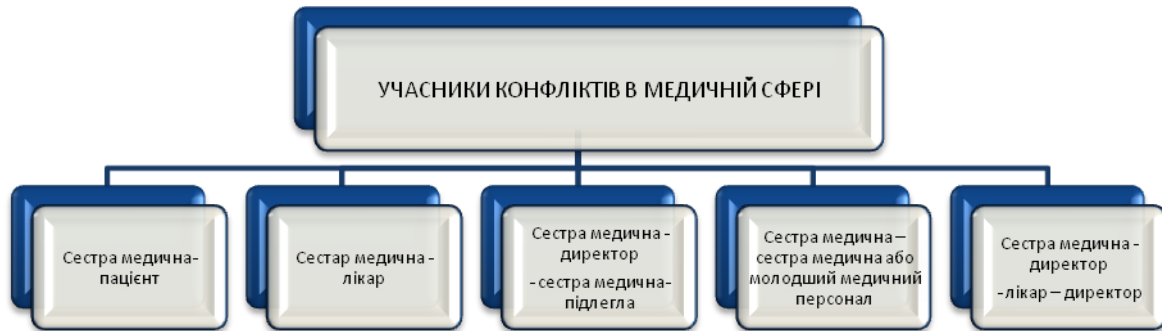 УЧАСНИКИ КОНФЛІКТІВ В МЕДИЧНІЙ СФЕРІ
Сестра медична-
пацієнт
Сестар медична -
лікар
Сестра медична -
директор
- сестра медична-
підлегла
Сестра медична –
сестра медична або
молодший медичний
персонал
Сестра медична -
директор
- лікар – директор